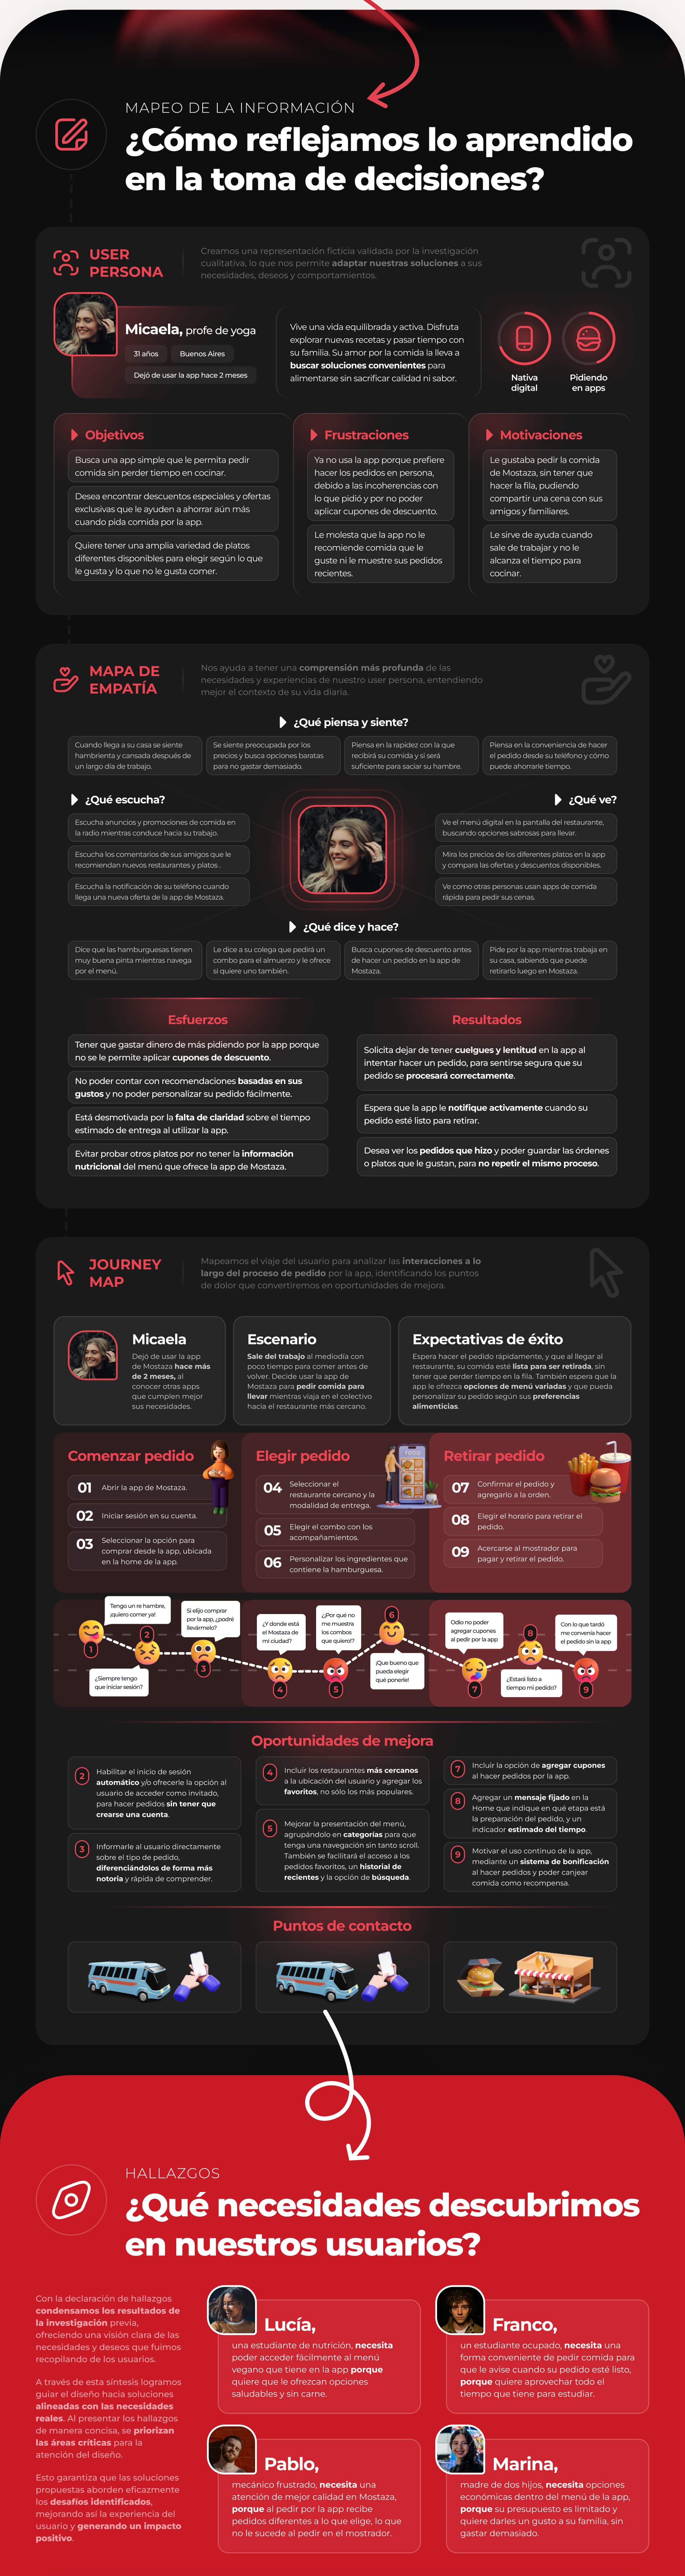 MAPEO DE LA INFORMACIÓN
¿Cómo reflejamos lo aprendido
en la toma de decisiones?
USER
PERSONA
Creamos una representación ficticia validada por la investigación
cualitativa, lo que nos permite adaptar nuestras soluciones a sus
necesidades, deseos y comportamientos.
Micaela, profe de yoga
31 años
Buenos Aires
Dejó de usar la app hace 2 meses
Vive una vida equilibrada y activa. Disfruta
explorar nuevas recetas y pasar tiempo con
su familia. Su amor por la comida la lleva a
buscar soluciones convenientes para
alimentarse sin sacrificar calidad ni sabor.
Nativa
digital
Pidiendo
en apps
Objetivos
Busca una app simple que le permita pedir
comida sin perder tiempo en cocinar.
Desea encontrar descuentos especiales y ofertas
exclusivas que le ayuden a ahorrar aún más
cuando pida comida por la app.
Quiere tener una amplia variedad de platos
diferentes disponibles para elegir según lo que
le gusta y lo que no le gusta comer.
Frustraciones
Ya no usa la app porque prefiere
hacer los pedidos en persona,
debido a las incoherencias con
lo que pidió y por no poder
aplicar cupones de descuento.
Le molesta que la app no le
recomiende comida que le
guste ni le muestre sus pedidos
recientes.
Motivaciones
Le gustaba pedir la comida
de Mostaza, sin tener que
hacer la fila, pudiendo
compartir una cena con sus
amigos y familiares.
Le sirve de ayuda cuando
sale de trabajar y no le
alcanza el tiempo para
cocinar.
MAPA DE
EMPATÍA
Nos ayuda a tener una comprensión más profunda de las
necesidades y experiencias de nuestro user persona, entendiendo
mejor el contexto de su vida diaria.
¿Qué piensa y siente?
Cuando llega a su casa se siente
hambrienta y cansada después de
un largo día de trabajo.
Se siente preocupada por los
precios y busca opciones baratas
para no gastar demasiado.
Piensa en la rapidez con la que
recibirá su comida y si será
suficiente para saciar su hambre.
Piensa en la conveniencia de hacer
el pedido desde su teléfono y cómo
puede ahorrarle tiempo.
¿Qué escucha?
Escucha anuncios y promociones de comida en
la radio mientras conduce hacia su trabajo.
Escucha los comentarios de sus amigos que le
recomiendan nuevos restaurantes y platos .
Escucha la notificación de su teléfono cuando
llega una nueva oferta de la app de Mostaza.
¿Qué ve?
Ve el menú digital en la pantalla del restaurante,
buscando opciones sabrosas para llevar.
Mira los precios de los diferentes platos en la app
y compara las ofertas y descuentos disponibles.
Ve como otras personas usan apps de comida
rápida para pedir sus cenas.
¿Qué dice y hace?
Dice que las hamburguesas tienen
muy buena pinta mientras navega
por el menú.
Le dice a su colega que pedirá un
combo para el almuerzo y le ofrece
si quiere uno también.
Busca cupones de descuento antes
de hacer un pedido en la app de
Mostaza.
Pide por la app mientras trabaja en
su casa, sabiendo que puede
retirarlo luego en Mostaza.
Esfuerzos
Tener que gastar dinero de más pidiendo por la app porque
no se le permite aplicar cupones de descuento.
No poder contar con recomendaciones basadas en sus
gustos y no poder personalizar su pedido fácilmente.
Está desmotivada por la falta de claridad sobre el tiempo
estimado de entrega al utilizar la app.
Evitar probar otros platos por no tener la información
nutricional del menú que ofrece la app de Mostaza.
Resultados
Solicita dejar de tener cuelgues y lentitud en la app al
intentar hacer un pedido, para sentirse segura que su
pedido se procesará correctamente.
Espera que la app le notifique activamente cuando su
pedido esté listo para retirar.
Desea ver los pedidos que hizo y poder guardar las órdenes
o platos que le gustan, para no repetir el mismo proceso.
JOURNEY
MAP
Mapeamos el viaje del usuario para analizar las interacciones a lo
largo del proceso de pedido por la app, identificando los puntos
de dolor que convertiremos en oportunidades de mejora.
Micaela
Dejó de usar la app
de Mostaza hace más
de 2 meses, al
conocer otras apps
que cumplen mejor
sus necesidades.
Escenario
Sale del trabajo al mediodía con
poco tiempo para comer antes de
volver. Decide usar la app de
Mostaza para pedir comida para
llevar mientras viaja en el colectivo
hacia el restaurante más cercano.
Expectativas de éxito
Espera hacer el pedido rápidamente, y que al llegar al
restaurante, su comida esté lista para ser retirada, sin
tener que perder tiempo en la fila. También espera que la
app le ofrezca opciones de menú variadas y que pueda
personalizar su pedido según sus preferencias
alimenticias.
Comenzar pedido
01 Abrir la app de Mostaza.
02 Iniciar sesión en su cuenta.
03 Seleccionar la opción para
comprar desde la app, ubicada
en la home de la app.
Elegir pedido
04 Seleccionar el
restaurante cercano y la
modalidad de entrega.
05 Elegir el combo con los
acompañamientos.
06 Personalizar los ingredientes que
contiene la hamburguesa.
FOOD
Retirar pedido
07 Confirmar el pedido y
agregarlo a la orden.
08 Elegir el horario para retirar el
pedido.
09 Acercarse al mostrador para
pagar y retirar el pedido.
Tengo un re hambre,
¡quiero comer ya!
1
¿Siempre tengo
que iniciar sesión?
2
Si elijo comprar
por la app, ¿podré
llevármelo?
3
¿Y donde está
el Mostaza de
mi ciudad?
4
¿Por qué no
me muestra
los combos
que quiero!?
5
6
¡Que bueno que
pueda elegir
qué ponerle!
Odio no poder
agregar cupones
al pedir por la app
7
8
¿Estará listo a
tiempo mi pedido?
Con lo que tardó
me convenía hacer
el pedido sin la app
9
Oportunidades de mejora
2 Habilitar el inicio de sesión
automático y/o ofrecerle la opción al
usuario de acceder como invitado,
para hacer pedidos sin tener que
crearse una cuenta.
3 Informarle al usuario directamente
sobre el tipo de pedido,
diferenciándolos de forma más
notoria y rápida de comprender.
4 Incluir los restaurantes más cercanos
a la ubicación del usuario y agregar los
favoritos, no sólo los más populares.
5 Mejorar la presentación del menú,
agrupándolo en categorías para que
tenga una navegación sin tanto scroll.
También se facilitará el acceso a los
pedidos favoritos, un historial de
recientes y la opción de búsqueda.
7 Incluir la opción de agregar cupones
al hacer pedidos por la app.
8 Agregar un mensaje fijado en la
Home que indique en qué etapa está
la preparación del pedido, y un
indicador estimado del tiempo.
9 Motivar el uso continuo de la app,
mediante un sistema de bonificación
al hacer pedidos y poder canjear
comida como recompensa.
Puntos de contacto
HALLAZGOS
¿Qué necesidades descubrimos
en nuestros usuarios?
Con la declaración de hallazgos
condensamos los resultados de
la investigación previa,
ofreciendo una visión clara de las
necesidades y deseos que fuimos
recopilando de los usuarios.
A través de esta síntesis logramos
guiar el diseño hacia soluciones
alineadas con las necesidades
reales. Al presentar los hallazgos
de manera concisa, se priorizan
las áreas críticas para la
atención del diseño.
Esto garantiza que las soluciones
propuestas aborden eficazmente
los desafíos identificados,
mejorando así la experiencia del
usuario y generando un impacto
positivo.
Lucía,
una estudiante de nutrición, necesita
poder acceder fácilmente al menú
vegano que tiene en la app porque
quiere que le ofrezcan opciones
saludables y sin carne.
Franco,
un estudiante ocupado, necesita una
forma conveniente de pedir comida para
que le avise cuando su pedido esté listo,
porque quiere aprovechar todo el
tiempo que tiene para estudiar.
Pablo,
mecánico frustrado, necesita una
atención de mejor calidad en Mostaza,
porque al pedir por la app recibe
pedidos diferentes a lo que elige, lo que
no le sucede al pedir en el mostrador.
Marina,
madre de dos hijos, necesita opciones
económicas dentro del menú de la app,
porque su presupuesto es limitado y
quiere darles un gusto a su familia, sin
gastar demasiado.